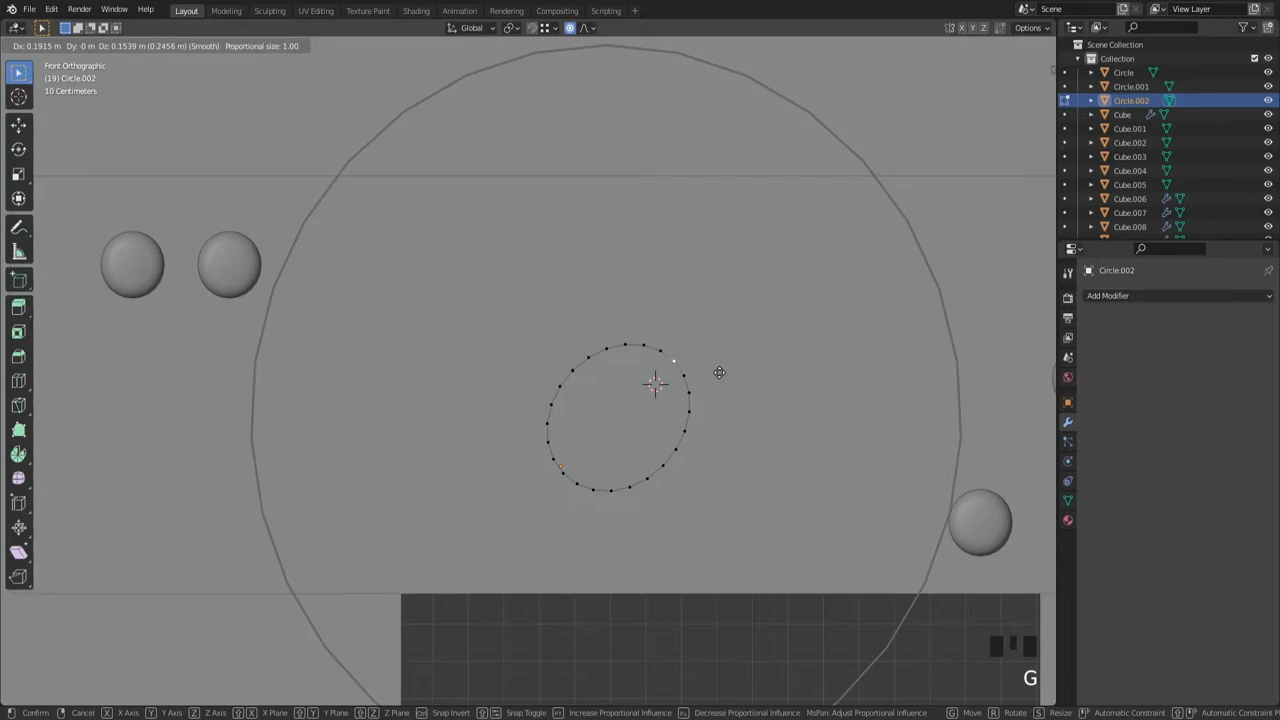 File Edit Render Window Help Layout Modeling Sculpting UV Editing Texture Paint Shading Animation Rendering Compositing Scripting + Scene View Layer
Global X Y Z Options
Dx: 0.1915 m Dy: -0 m Dz: 0.1539 m (0.2456 m) (Smooth) Proportional size: 1.00
Front Orthographic
(19) Circle.002
10 Centimeters
Scene Collection
Collection
Circle
Circle.001
Circle.002
Cube
Cube.001
Cube.002
Cube.003
Cube.004
Cube.005
Cube.006
Cube.007
Cube.008
Circle.002
Add Modifier
G
Confirm Cancel X X Axis Y Y Axis Z Z Axis X X Plane Y Y Plane Z Z Plane Ctrl Snap Invert Snap Toggle Increase Proportional Influence Decrease Proportional Influence MsPan: Adjust Proportional Influence G Move R Rotate S Resize Automatic Constraint Automatic Constraint P